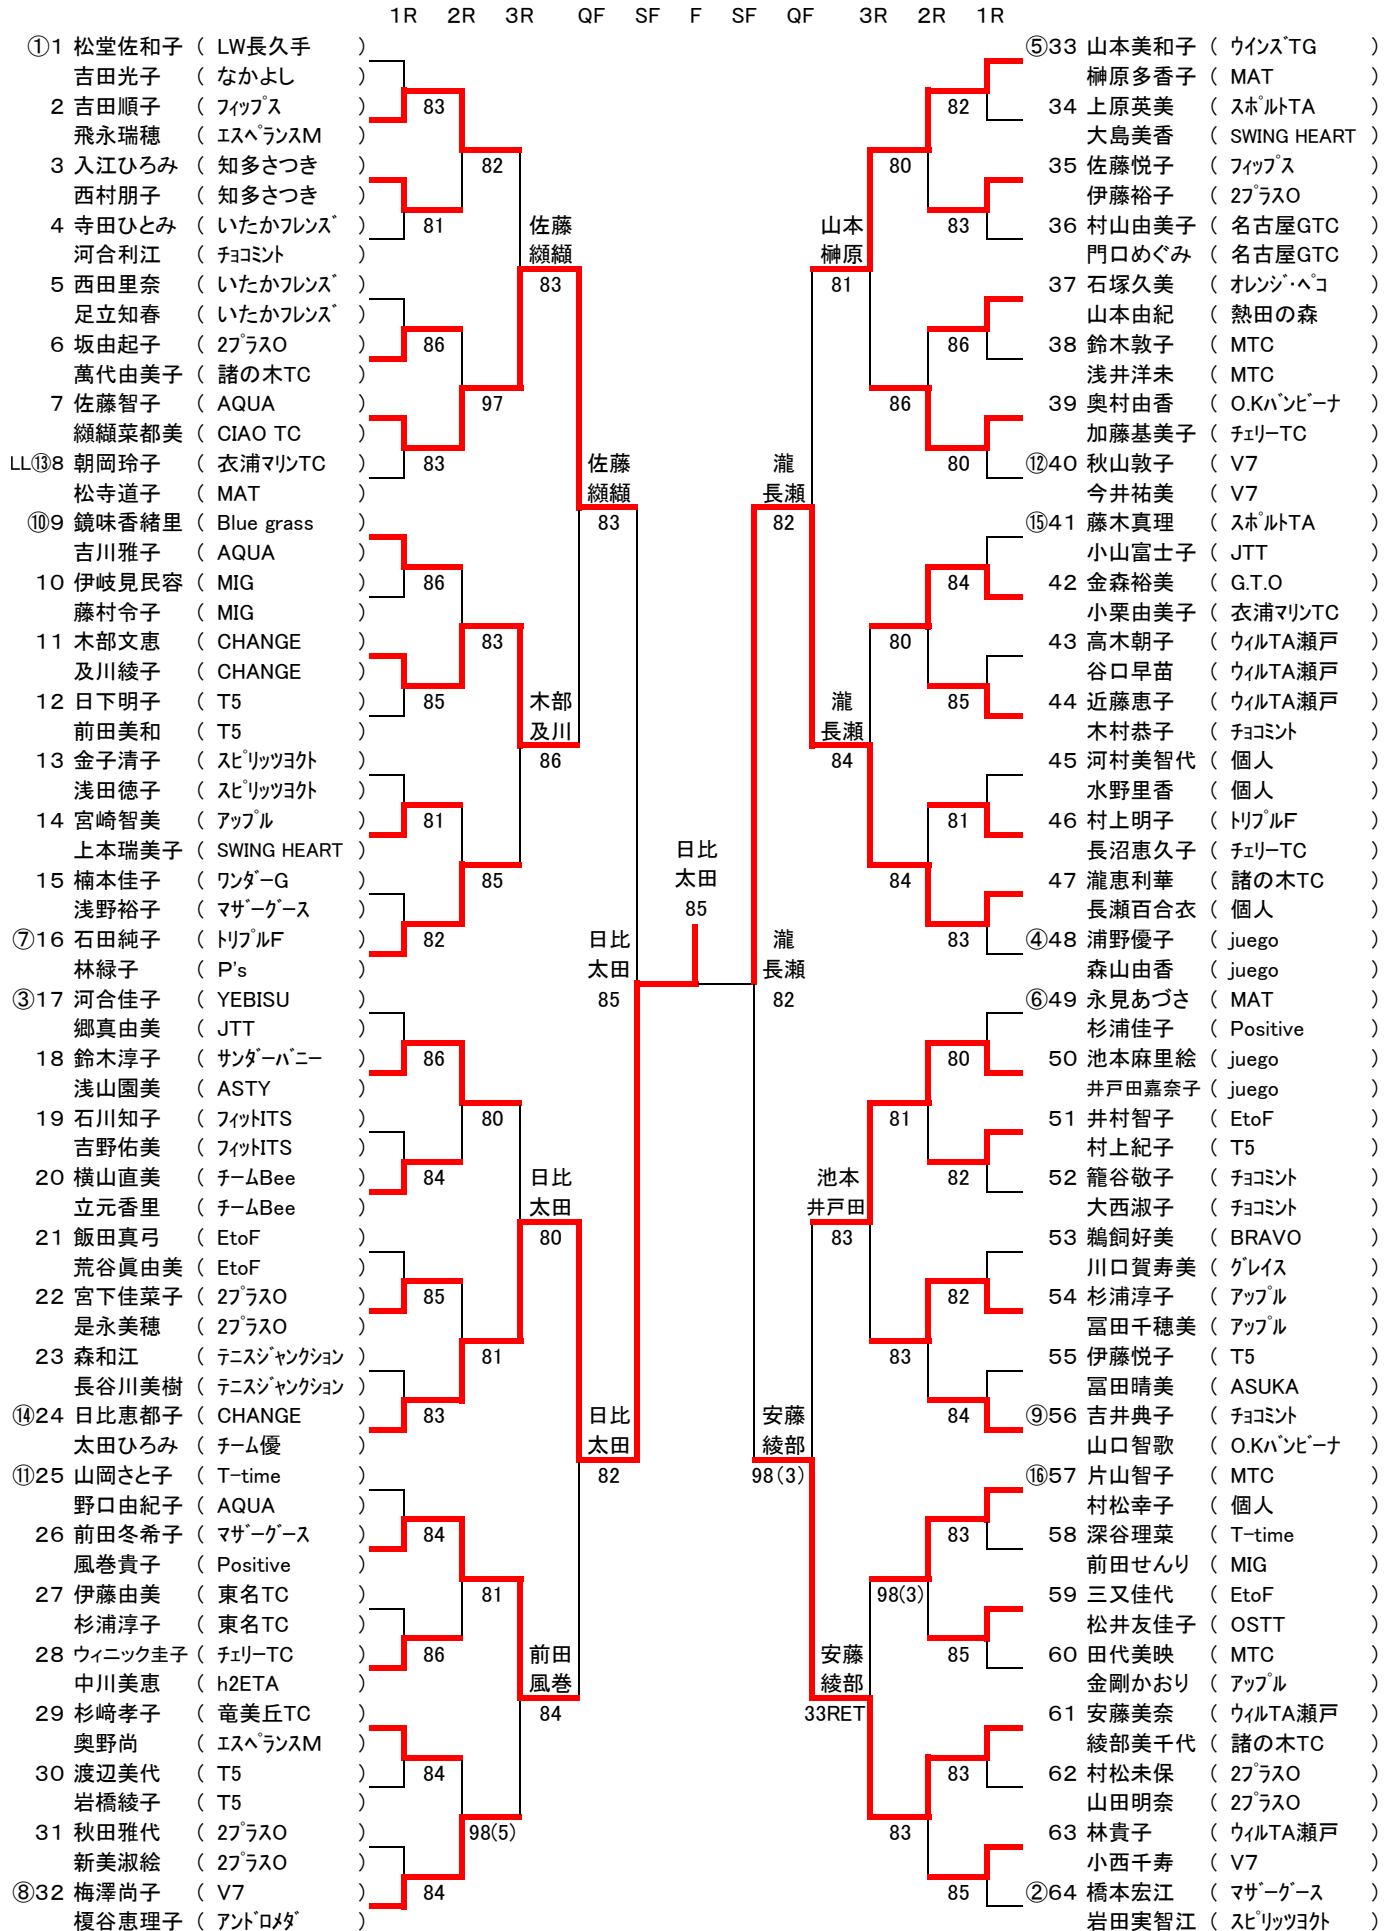 1R 2R 3R QF SF F SF QF 3R 2R 1R
①1 松堂佐和子 ( LW長久手 )
吉田光子 ( なかよし )
2 吉田順子 ( フィップス )
飛永瑞穂 ( エスペランスM )
3 入江ひろみ ( 知多さつき )
西村朋子 ( 知多さつき )
4 寺田ひとみ ( いたかフレンズ )
河合利江 ( チョコミント )
5 西田里奈 ( いたかフレンズ )
足立知春 ( いたかフレンズ )
6 坂由起子 ( 2プラスO )
萬代由美子 ( 諸の木TC )
7 佐藤智子 ( AQUA )
纐纈菜都美 ( CIAO TC )
LL⑬8 朝岡玲子 ( 衣浦マリンTC )
松寺道子 ( MAT )
⑩9 鏡味香緒里 ( Blue grass )
吉川雅子 ( AQUA )
10 伊岐見民容 ( MIG )
藤村令子 ( MIG )
11 木部文恵 ( CHANGE )
及川綾子 ( CHANGE )
12 日下明子 ( T5 )
前田美和 ( T5 )
13 金子清子 ( スピリッツヨクト )
浅田徳子 ( スピリッツヨクト )
14 宮崎智美 ( アップル )
上本瑞美子 ( SWING HEART )
15 楠本佳子 ( ワンダーG )
浅野裕子 ( マザーグース )
⑦16 石田純子 ( トリプルF )
林緑子 ( P's )
③17 河合佳子 ( YEBISU )
郷真由美 ( JTT )
18 鈴木淳子 ( サンダーバニー )
浅山園美 ( ASTY )
19 石川知子 ( フィットITS )
吉野佑美 ( フィットITS )
20 横山直美 ( チームBee )
立元香里 ( チームBee )
21 飯田真弓 ( EtoF )
荒谷眞由美 ( EtoF )
22 宮下佳菜子 ( 2プラスO )
是永美穂 ( 2プラスO )
23 森和江 ( テニスジャンクション )
長谷川美樹 ( テニスジャンクション )
⑭24 日比恵都子 ( CHANGE )
太田ひろみ ( チーム優 )
⑪25 山岡さと子 ( T-time )
野口由紀子 ( AQUA )
26 前田冬希子 ( マザーグース )
風巻貴子 ( Positive )
27 伊藤由美 ( 東名TC )
杉浦淳子 ( 東名TC )
28 ウィニック圭子 ( チェリーTC )
中川美恵 ( h2ETA )
29 杉﨑孝子 ( 竜美丘TC )
奥野尚 ( エスペランスM )
30 渡辺美代 ( T5 )
岩橋綾子 ( T5 )
31 秋田雅代 ( 2プラスO )
新美淑絵 ( 2プラスO )
⑧32 梅澤尚子 ( V7 )
榎谷恵理子 ( アンドロメダ )
83
81
86
83
86
85
81
82
86
84
85
83
84
86
84
84
82
97
83
85
80
81
81
98(5)
佐藤
纐纈
83
木部
及川
86
日比
太田
80
前田
風巻
84
佐藤
纐纈
83
日比
太田
82
日比
太田
85
日比
太田
85
瀧
長瀬
82
瀧
長瀬
82
安藤
綾部
98(3)
山本
榊原
81
瀧
長瀬
84
池本
井戸田
83
安藤
綾部
33RET
80
86
80
84
81
83
98(3)
83
82
83
86
80
84
85
81
83
80
82
82
84
83
85
83
85
⑤33 山本美和子 ( ウインズTG )
榊原多香子 ( MAT )
34 上原英美 ( スポルトTA )
大島美香 ( SWING HEART )
35 佐藤悦子 ( フィップス )
伊藤裕子 ( 2プラスO )
36 村山由美子 ( 名古屋GTC )
門口めぐみ ( 名古屋GTC )
37 石塚久美 ( オレンジ・ペコ )
山本由紀 ( 熱田の森 )
38 鈴木敦子 ( MTC )
浅井洋未 ( MTC )
39 奥村由香 ( O.Kバンビーナ )
加藤基美子 ( チェリーTC )
⑫40 秋山敦子 ( V7 )
今井祐美 ( V7 )
⑮41 藤木真理 ( スポルトTA )
小山富士子 ( JTT )
42 金森裕美 ( G.T.O )
小栗由美子 ( 衣浦マリンTC )
43 高木朝子 ( ウィルTA瀬戸 )
谷口早苗 ( ウィルTA瀬戸 )
44 近藤恵子 ( ウィルTA瀬戸 )
木村恭子 ( チョコミント )
45 河村美智代 ( 個人 )
水野里香 ( 個人 )
46 村上明子 ( トリプルF )
長沼恵久子 ( チェリーTC )
47 瀧恵利華 ( 諸の木TC )
長瀬百合衣 ( 個人 )
④48 浦野優子 ( juego )
森山由香 ( juego )
⑥49 永見あづさ ( MAT )
杉浦佳子 ( Positive )
50 池本麻里絵 ( juego )
井戸田嘉奈子 ( juego )
51 井村智子 ( EtoF )
村上紀子 ( T5 )
52 籠谷敬子 ( チョコミント )
大西淑子 ( チョコミント )
53 鵜飼好美 ( BRAVO )
川口賀寿美 ( グレイス )
54 杉浦淳子 ( アップル )
冨田千穂美 ( アップル )
55 伊藤悦子 ( T5 )
冨田晴美 ( ASUKA )
⑨56 吉井典子 ( チョコミント )
山口智歌 ( O.Kバンビーナ )
⑯57 片山智子 ( MTC )
村松幸子 ( 個人 )
58 深谷理菜 ( T-time )
前田せんり ( MIG )
59 三又佳代 ( EtoF )
松井友佳子 ( OSTT )
60 田代美映 ( MTC )
金剛かおり ( アップル )
61 安藤美奈 ( ウィルTA瀬戸 )
綾部美千代 ( 諸の木TC )
62 村松未保 ( 2プラスO )
山田明奈 ( 2プラスO )
63 林貴子 ( ウィルTA瀬戸 )
小西千寿 ( V7 )
②64 橋本宏江 ( マザーグース )
岩田実智江 ( スピリッツヨクト )